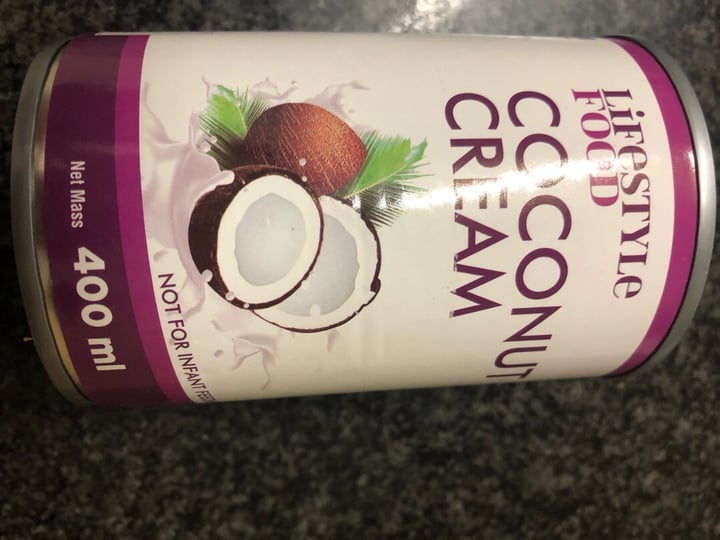 LiFeSTYLe
FOOD
COCONUT
CREAM
NOT FOR INFANT
Net Mass 400 ml